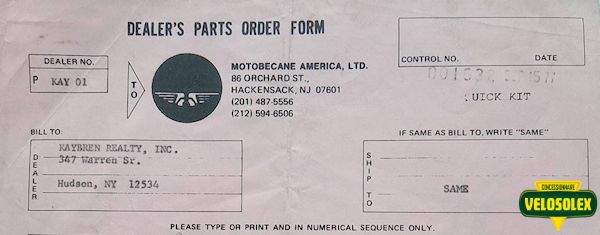 DEALER'S PARTS ORDER FORM
DEALER NO.
P KAY 01
TO
MOTOBECANE AMERICA, LTD.
86 ORCHARD ST.,
HACKENSACK, NJ 07601
(201) 487-5556
(212) 594-6506
CONTROL NO. DATE
001532
UICK KIT
BILL TO:
DEALER
KAYBREN REALTY, INC.
347 Warren Sr.
Hudson, NY 12534
IF SAME AS BILL TO, WRITE "SAME"
SHIP TO
SAME
CONCESSIONNAIRE
VELOSOLEX
PLEASE TYPE OR PRINT AND IN NUMERICAL SEQUENCE ONLY.